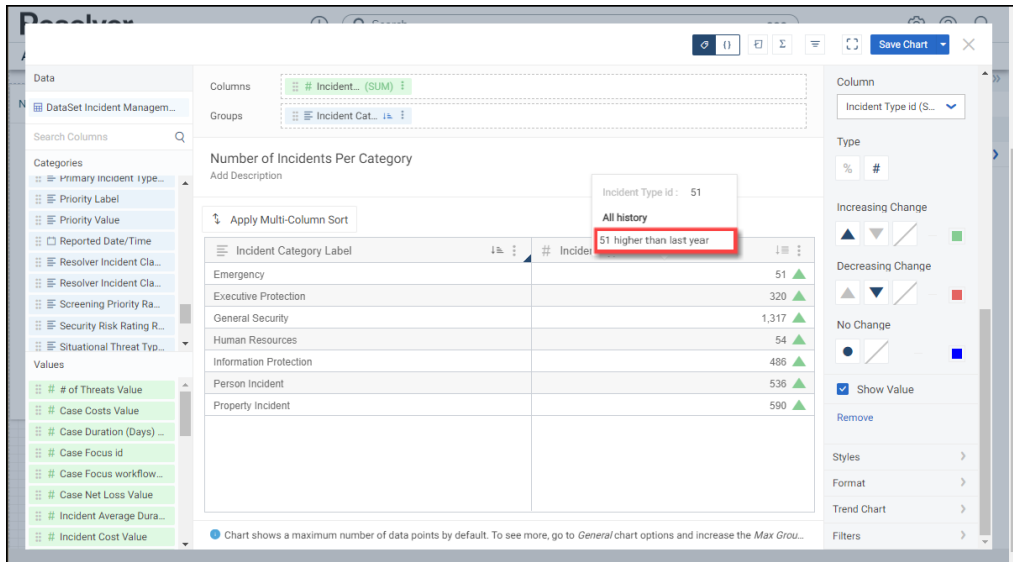 Resolver
Search
Save Chart
Data
DataSet Incident Managem...
Search Columns
Categories
Primary Incident Type...
Priority Label
Priority Value
Reported Date/Time
Resolver Incident Cla...
Resolver Incident Cla...
Screening Priority Ra...
Security Risk Rating R...
Situational Threat Typ...
Values
# # of Threats Value
# Case Costs Value
# Case Duration (Days) ...
# Case Focus id
# Case Focus workflow...
# Case Net Loss Value
# Incident Average Dura...
# Incident Cost Value
Columns # Incident... (SUM)
Groups Incident Cat...
Number of Incidents Per Category
Add Description
Apply Multi-Column Sort
Incident Type id : 51
All history
51 higher than last year
Incident Category Label # Incide
Emergency 51
Executive Protection 320
General Security 1,317
Human Resources 54
Information Protection 486
Person Incident 536
Property Incident 590
Chart shows a maximum number of data points by default. To see more, go to General chart options and increase the Max Grou...
Column
Incident Type id (S...
Type
% #
Increasing Change
Decreasing Change
No Change
Show Value
Remove
Styles
Format
Trend Chart
Filters